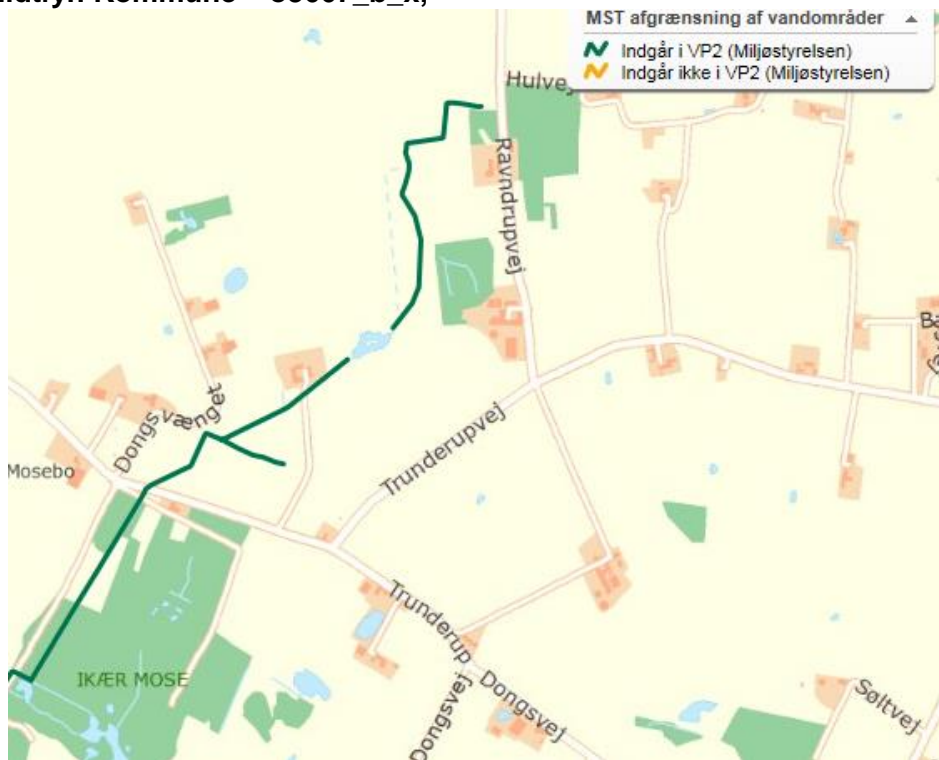 MST afgrænsning af vandområder
Indgår i VP2 (Miljøstyrelsen)
Indgår ikke i VP2 (Miljøstyrelsen)
Hulvej
Ravndrupvej
Dongsvænget
Mosebo
Trunderupvej
Trunderup Dongsvej
IKÆR MOSE
Dongsvej
Søltvej